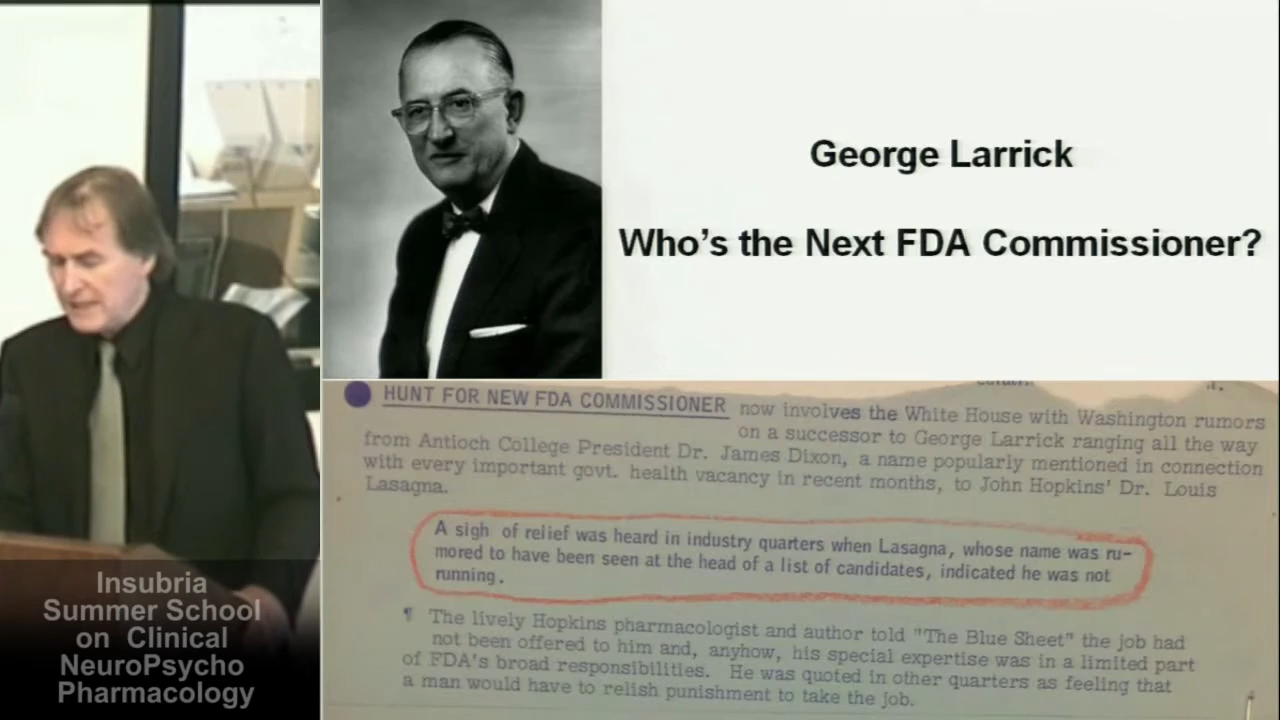 George Larrick
Who's the Next FDA Commissioner?
HUNT FOR NEW FDA COMMISSIONER now involves the White House with Washington rumors
on a successor to George Larrick ranging all the way
from Antioch College President Dr. James Dixon, a name popularly mentioned in connection
with every important govt. health vacancy in recent months, to John Hopkins' Dr. Louis
Lasagna.
A sigh of relief was heard in industry quarters when Lasagna, whose name was ru-
mored to have been seen at the head of a list of candidates, indicated he was not
running.
¶ The lively Hopkins pharmacologist and author told "The Blue Sheet" the job had
not been offered to him and, anyhow, his special expertise was in a limited part
of FDA's broad responsibilities. He was quoted in other quarters as feeling that
a man would have to relish punishment to take the job.
Insubria
Summer School
on Clinical
NeuroPsycho
Pharmacology